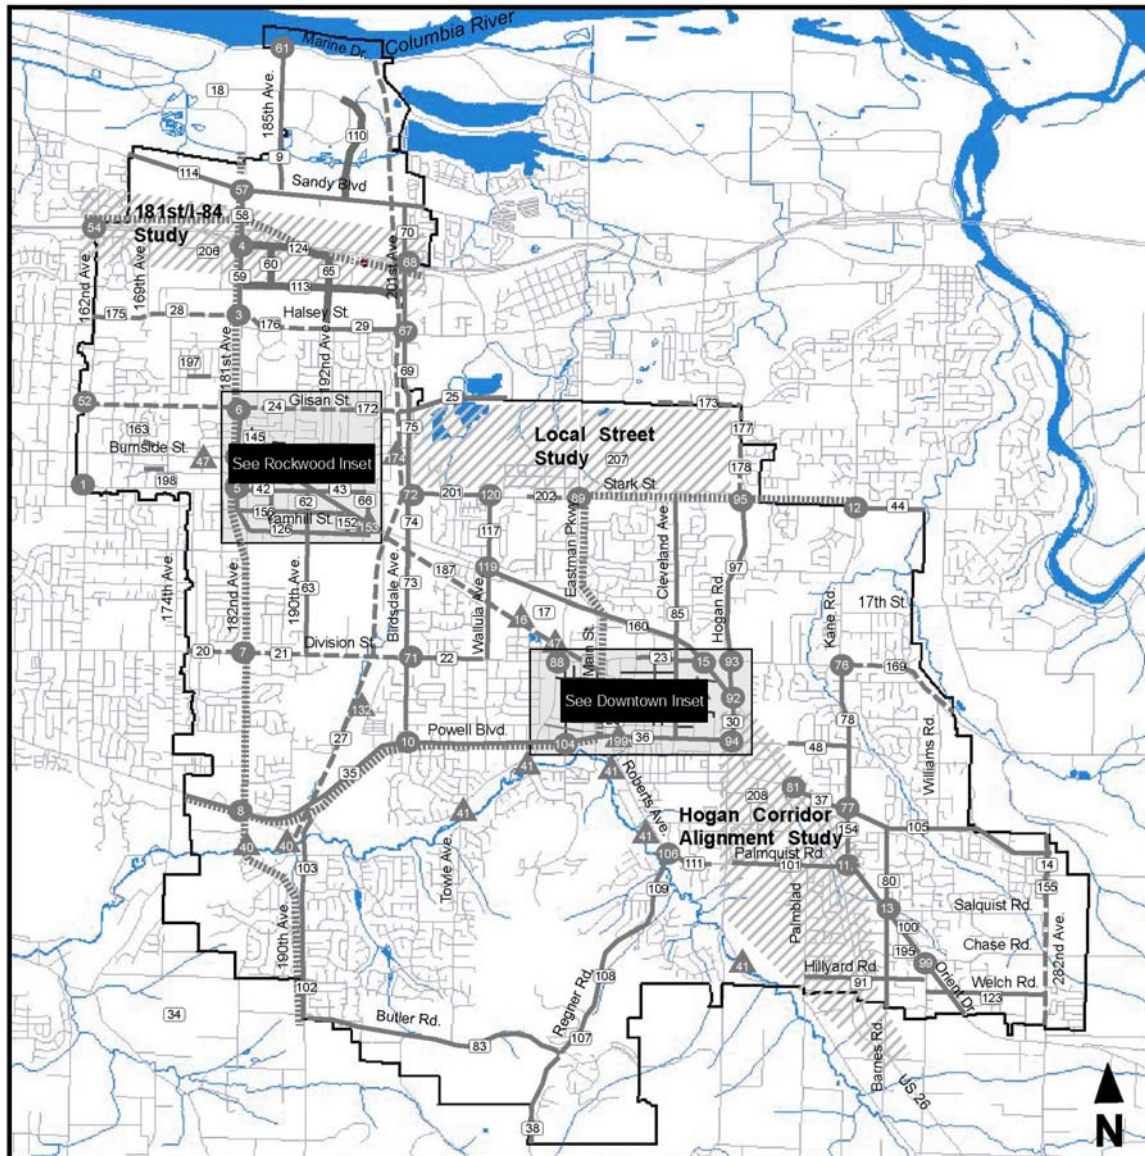 Columbia River
Marine Dr.
61
18
185th Ave.
110
9
114
Sandy Blvd
57
58
181st/I-84
Study
54
206
4
124
70
68
60
65
59
113
162nd Ave.
169th Ave.
181st Ave.
192nd Ave.
201st Ave.
175
28
3
Halsey St.
176
29
67
197
69
52
6
24
Glisan St.
172
25
173
75
177
163
145
Burnside St.
47
See Rockwood Inset
174
Local Street
Study
207
178
1
198
5
42
43
62
66
72
201
120
202
89
Stark St.
95
12
44
156
Yamhill St.
152
153
126
74
117
187
119
97
174th Ave.
182nd Ave.
190th Ave.
63
73
Birdsdale Ave.
Wallula Ave.
Eastman Pkwy.
Cleveland Ave.
Hogan Rd.
Kane Rd.
17th St.
16
17
160
85
20
7
21
Division St.
71
22
47
88
Main St.
23
15
93
76
169
See Downtown Inset
92
30
132
27
Powell Blvd.
10
104
199
36
94
48
78
Williams Rd.
35
41
41
Roberts Ave.
208
81
37
77
8
41
41
Hogan Corridor
Alignment Study
154
105
40
40
103
Towle Ave.
106
111
Palmquist Rd.
101
11
14
109
80
155
13
Salquist Rd.
190th Ave.
Palmblad
100
Chase Rd.
282nd Ave.
195
99
41
Hillyard Rd.
91
Orient Dr.
Welch Rd.
123
108
102
34
Regner Rd.
Butler Rd.
83
107
Barnes Rd.
US 26
38
N